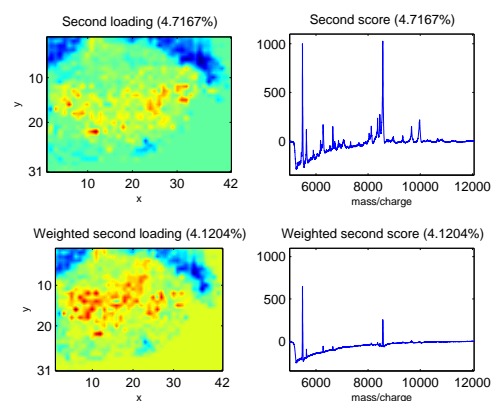 Second loading (4.7167%)
Second score (4.7167%)
y
10
20
31
10
20
30
42
x
1000
500
0
6000
8000
10000
12000
mass/charge
Weighted second loading (4.1204%)
Weighted second score (4.1204%)
y
10
20
31
10
20
30
42
x
1000
500
0
6000
8000
10000
12000
mass/charge